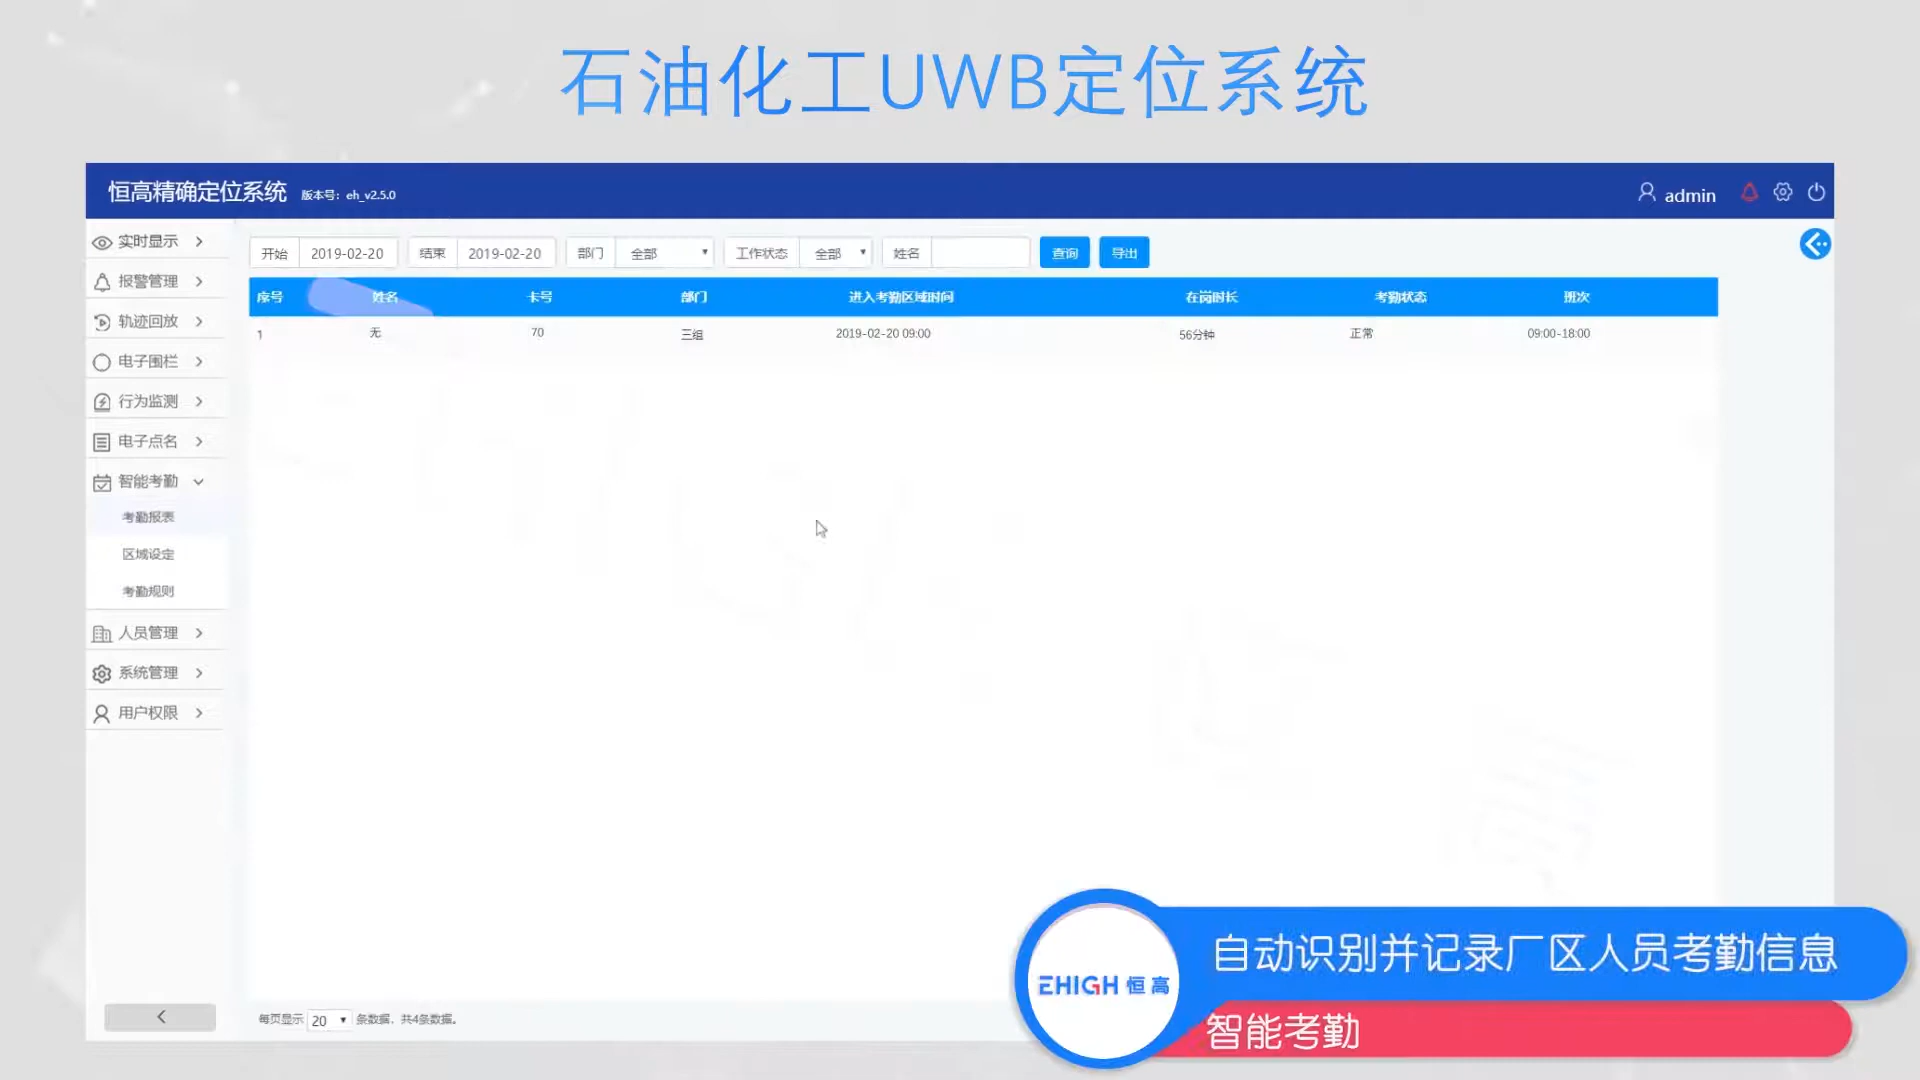 石油化工UWB定位系统
恒高精确定位系统 版本号：eh_v2.5.0 admin
实时显示
报警管理
轨迹回放
电子围栏
行为监测
电子点名
智能考勤
考勤报表
区域设定
考勤规则
人员管理
系统管理
用户权限
开始 2019-02-20 结束 2019-02-20 部门 全部 工作状态 全部 姓名 查询 导出
序号 姓名 卡号 部门 进入考勤区域时间 在岗时长 考勤状态 班次
1 无 70 三组 2019-02-20 09:00 56分钟 正常 09:00-18:00
每页显示 20 条数据，共4条数据。
EHIGH 恒高
自动识别并记录厂区人员考勤信息
智能考勤